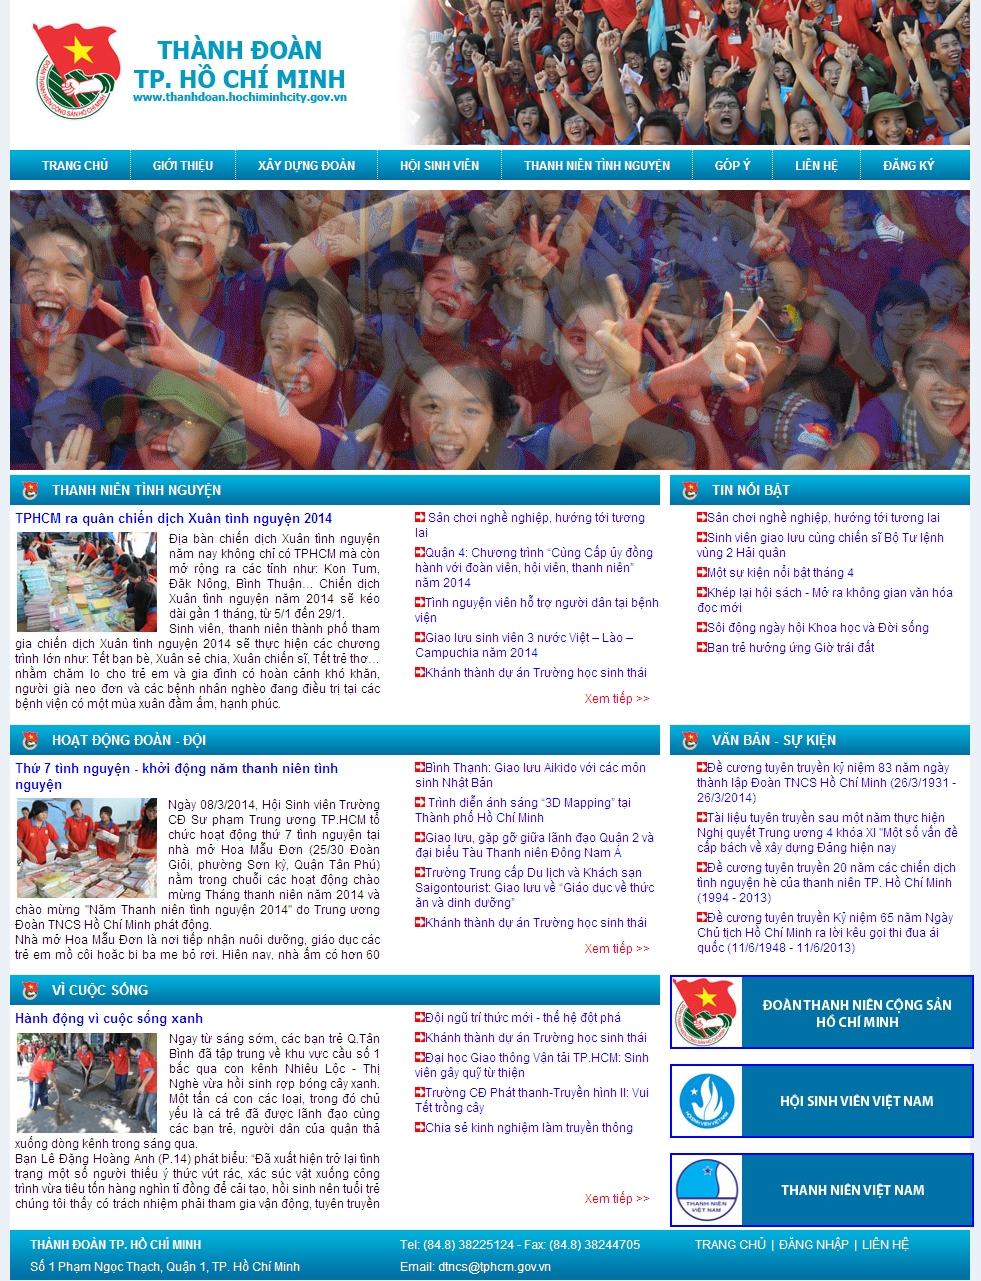 THÀNH ĐOÀN
TP. HỒ CHÍ MINH
www.thanhdoan.hochiminhcity.gov.vn
TRANG CHỦ
GIỚI THIỆU
XÂY DỰNG ĐOÀN
HỘI SINH VIÊN
THANH NIÊN TÌNH NGUYỆN
GÓP Ý
LIÊN HỆ
ĐĂNG KÝ
THANH NIÊN TÌNH NGUYỆN
TPHCM ra quân chiến dịch Xuân tình nguyện 2014
Địa bàn chiến dịch Xuân tình nguyện
năm nay không chỉ có TPHCM mà còn
mở rộng ra các tỉnh như: Kon Tum,
Đăk Nông, Bình Thuận... Chiến dịch
Xuân tình nguyện năm 2014 sẽ kéo
dài gần 1 tháng, từ 5/1 đến 29/1.
Sinh viên, thanh niên thành phố tham
gia chiến dịch Xuân tình nguyện 2014 sẽ thực hiện các chương
trình lớn như: Tết bạn bè, Xuân sẻ chia, Xuân chiến sĩ, Tết trẻ thơ...
nhằm chăm lo cho trẻ em và gia đình có hoàn cảnh khó khăn,
người già neo đơn và các bệnh nhân nghèo đang điều trị tại các
bệnh viện có một mùa xuân đầm ấm, hạnh phúc.
Sân chơi nghề nghiệp, hướng tới tương
lai
Quận 4: Chương trình “Cùng Cấp ủy đồng
hành với đoàn viên, hội viên, thanh niên”
năm 2014
Tình nguyện viên hỗ trợ người dân tại bệnh
viện
Giao lưu sinh viên 3 nước Việt – Lào –
Campuchia năm 2014
Khánh thành dự án Trường học sinh thái
Xem tiếp >>
TIN NỔI BẬT
Sân chơi nghề nghiệp, hướng tới tương lai
Sinh viên giao lưu cùng chiến sĩ Bộ Tư lệnh
vùng 2 Hải quân
Một sự kiện nổi bật tháng 4
Khép lại hội sách - Mở ra không gian văn hóa
đọc mới
Sôi động ngày hội Khoa học và Đời sống
Bạn trẻ hưởng ứng Giờ trái đất
HOẠT ĐỘNG ĐOÀN - ĐỘI
Thứ 7 tình nguyện - khởi động năm thanh niên tình
nguyện
Ngày 08/3/2014, Hội Sinh viên Trường
CĐ Sư phạm Trung ương TP.HCM tổ
chức hoạt động thứ 7 tình nguyện tại
nhà mở Hoa Mẫu Đơn (25/30 Đoàn
Giỏi, phường Sơn kỳ, Quận Tân Phú)
nằm trong chuỗi các hoạt động chào
mừng Tháng thanh niên năm 2014 và
chào mừng "Năm Thanh niên tình nguyện 2014" do Trung ương
Đoàn TNCS Hồ Chí Minh phát động.
Nhà mở Hoa Mẫu Đơn là nơi tiếp nhận nuôi dưỡng, giáo dục các
trẻ em mồ côi hoặc bị ba mẹ bỏ rơi. Hiện nay, nhà ấm có hơn 60
Bình Thạnh: Giao lưu Aikido với các môn
sinh Nhật Bản
Trình diễn ánh sáng “3D Mapping” tại
Thành phố Hồ Chí Minh
Giao lưu, gặp gỡ giữa lãnh đạo Quận 2 và
đại biểu Tàu Thanh niên Đông Nam Á
Trường Trung cấp Du lịch và Khách sạn
Saigontourist: Giao lưu về “Giáo dục về thức
ăn và dinh dưỡng”
Khánh thành dự án Trường học sinh thái
Xem tiếp >>
VĂN BẢN - SỰ KIỆN
Đề cương tuyên truyền kỷ niệm 83 năm ngày
thành lập Đoàn TNCS Hồ Chí Minh (26/3/1931 -
26/3/2014)
Tài liệu tuyên truyền sau một năm thực hiện
Nghị quyết Trung ương 4 khóa XI "Một số vấn đề
cấp bách về xây dựng Đảng hiện nay
Đề cương tuyên truyền 20 năm các chiến dịch
tình nguyện hè của thanh niên TP. Hồ Chí Minh
(1994 - 2013)
Đề cương tuyên truyền Kỷ niệm 65 năm Ngày
Chủ tịch Hồ Chí Minh ra lời kêu gọi thi đua ái
quốc (11/6/1948 - 11/6/2013)
VÌ CUỘC SỐNG
Hành động vì cuộc sống xanh
Ngay từ sáng sớm, các bạn trẻ Q.Tân
Bình đã tập trung về khu vực cầu số 1
bắc qua con kênh Nhiêu Lộc - Thị
Nghè vừa hồi sinh rợp bóng cây xanh.
Một tấn cá con các loại, trong đó chủ
yếu là cá trê đã được lãnh đạo cùng
các bạn trẻ, người dân của quận thả
xuống dòng kênh trong sáng qua.
Bạn Lê Đặng Hoàng Anh (P.14) phát biểu: “Đã xuất hiện trở lại tình
trạng một số người thiếu ý thức vứt rác, xác súc vật xuống công
trình vừa tiêu tốn hàng nghìn tỉ đồng để cải tạo, hồi sinh nên tuổi trẻ
chúng tôi thấy có trách nhiệm phải tham gia vận động, tuyên truyền
Đội ngũ trí thức mới - thế hệ đột phá
Khánh thành dự án Trường học sinh thái
Đại học Giao thông Vận tải TP.HCM: Sinh
viên gây quỹ từ thiện
Trường CĐ Phát thanh-Truyền hình II: Vui
Tết trồng cây
Chia sẻ kinh nghiệm làm truyền thông
Xem tiếp >>
ĐOÀN THANH NIÊN CỘNG SẢN
HỒ CHÍ MINH
HỘI SINH VIÊN VIỆT NAM
THANH NIÊN
VIỆT NAM
THANH NIÊN VIỆT NAM
THÀNH ĐOÀN TP. HỒ CHÍ MINH
Số 1 Phạm Ngọc Thạch, Quận 1, TP. Hồ Chí Minh
Tel: (84.8) 38225124 - Fax: (84.8) 38244705
Email: dtncs@tphcm.gov.vn
TRANG CHỦ | ĐĂNG NHẬP | LIÊN HỆ